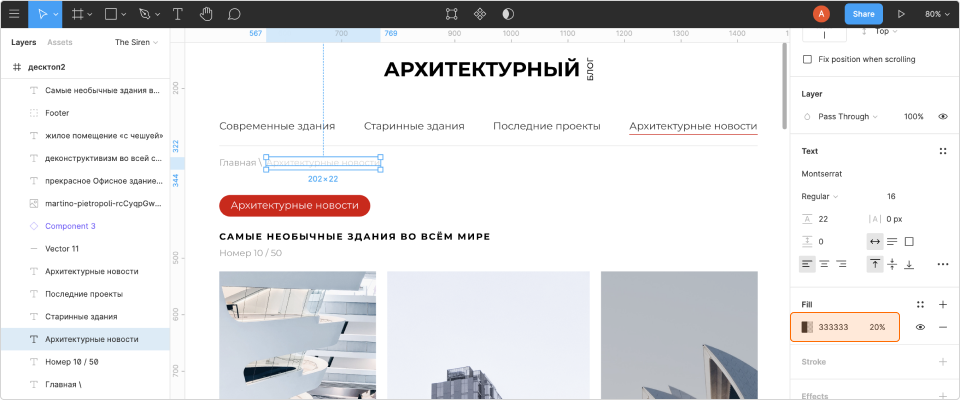 A
Share
80%
Layers
Assets
The Siren
десктоп2
Самые необычные здания в...
Footer
жилое помещение «с чешуей»
деконструктивизм во всей с...
прекрасное Офисное здание...
martino-pietropoli-rcCyqpGw...
Component 3
Vector 11
Архитектурные новости
Последние проекты
Старинные здания
Архитектурные новости
Номер 10 / 50
Главная \
567
700
769
900
1000
1100
1200
1300
1400
200
322
344
500
600
700
АРХИТЕКТУРНЫЙ
БЛОГ
Современные здания
Старинные здания
Последние проекты
Архитектурные новости
Главная \ Архитектурные новости
202 × 22
Архитектурные новости
САМЫЕ НЕОБЫЧНЫЕ ЗДАНИЯ ВО ВСЁМ МИРЕ
Номер 10 / 50
Top
Fix position when scrolling
Layer
Pass Through
100%
Text
Montserrat
Regular
16
22
0 px
0
Fill
333333
20%
Stroke
Effects